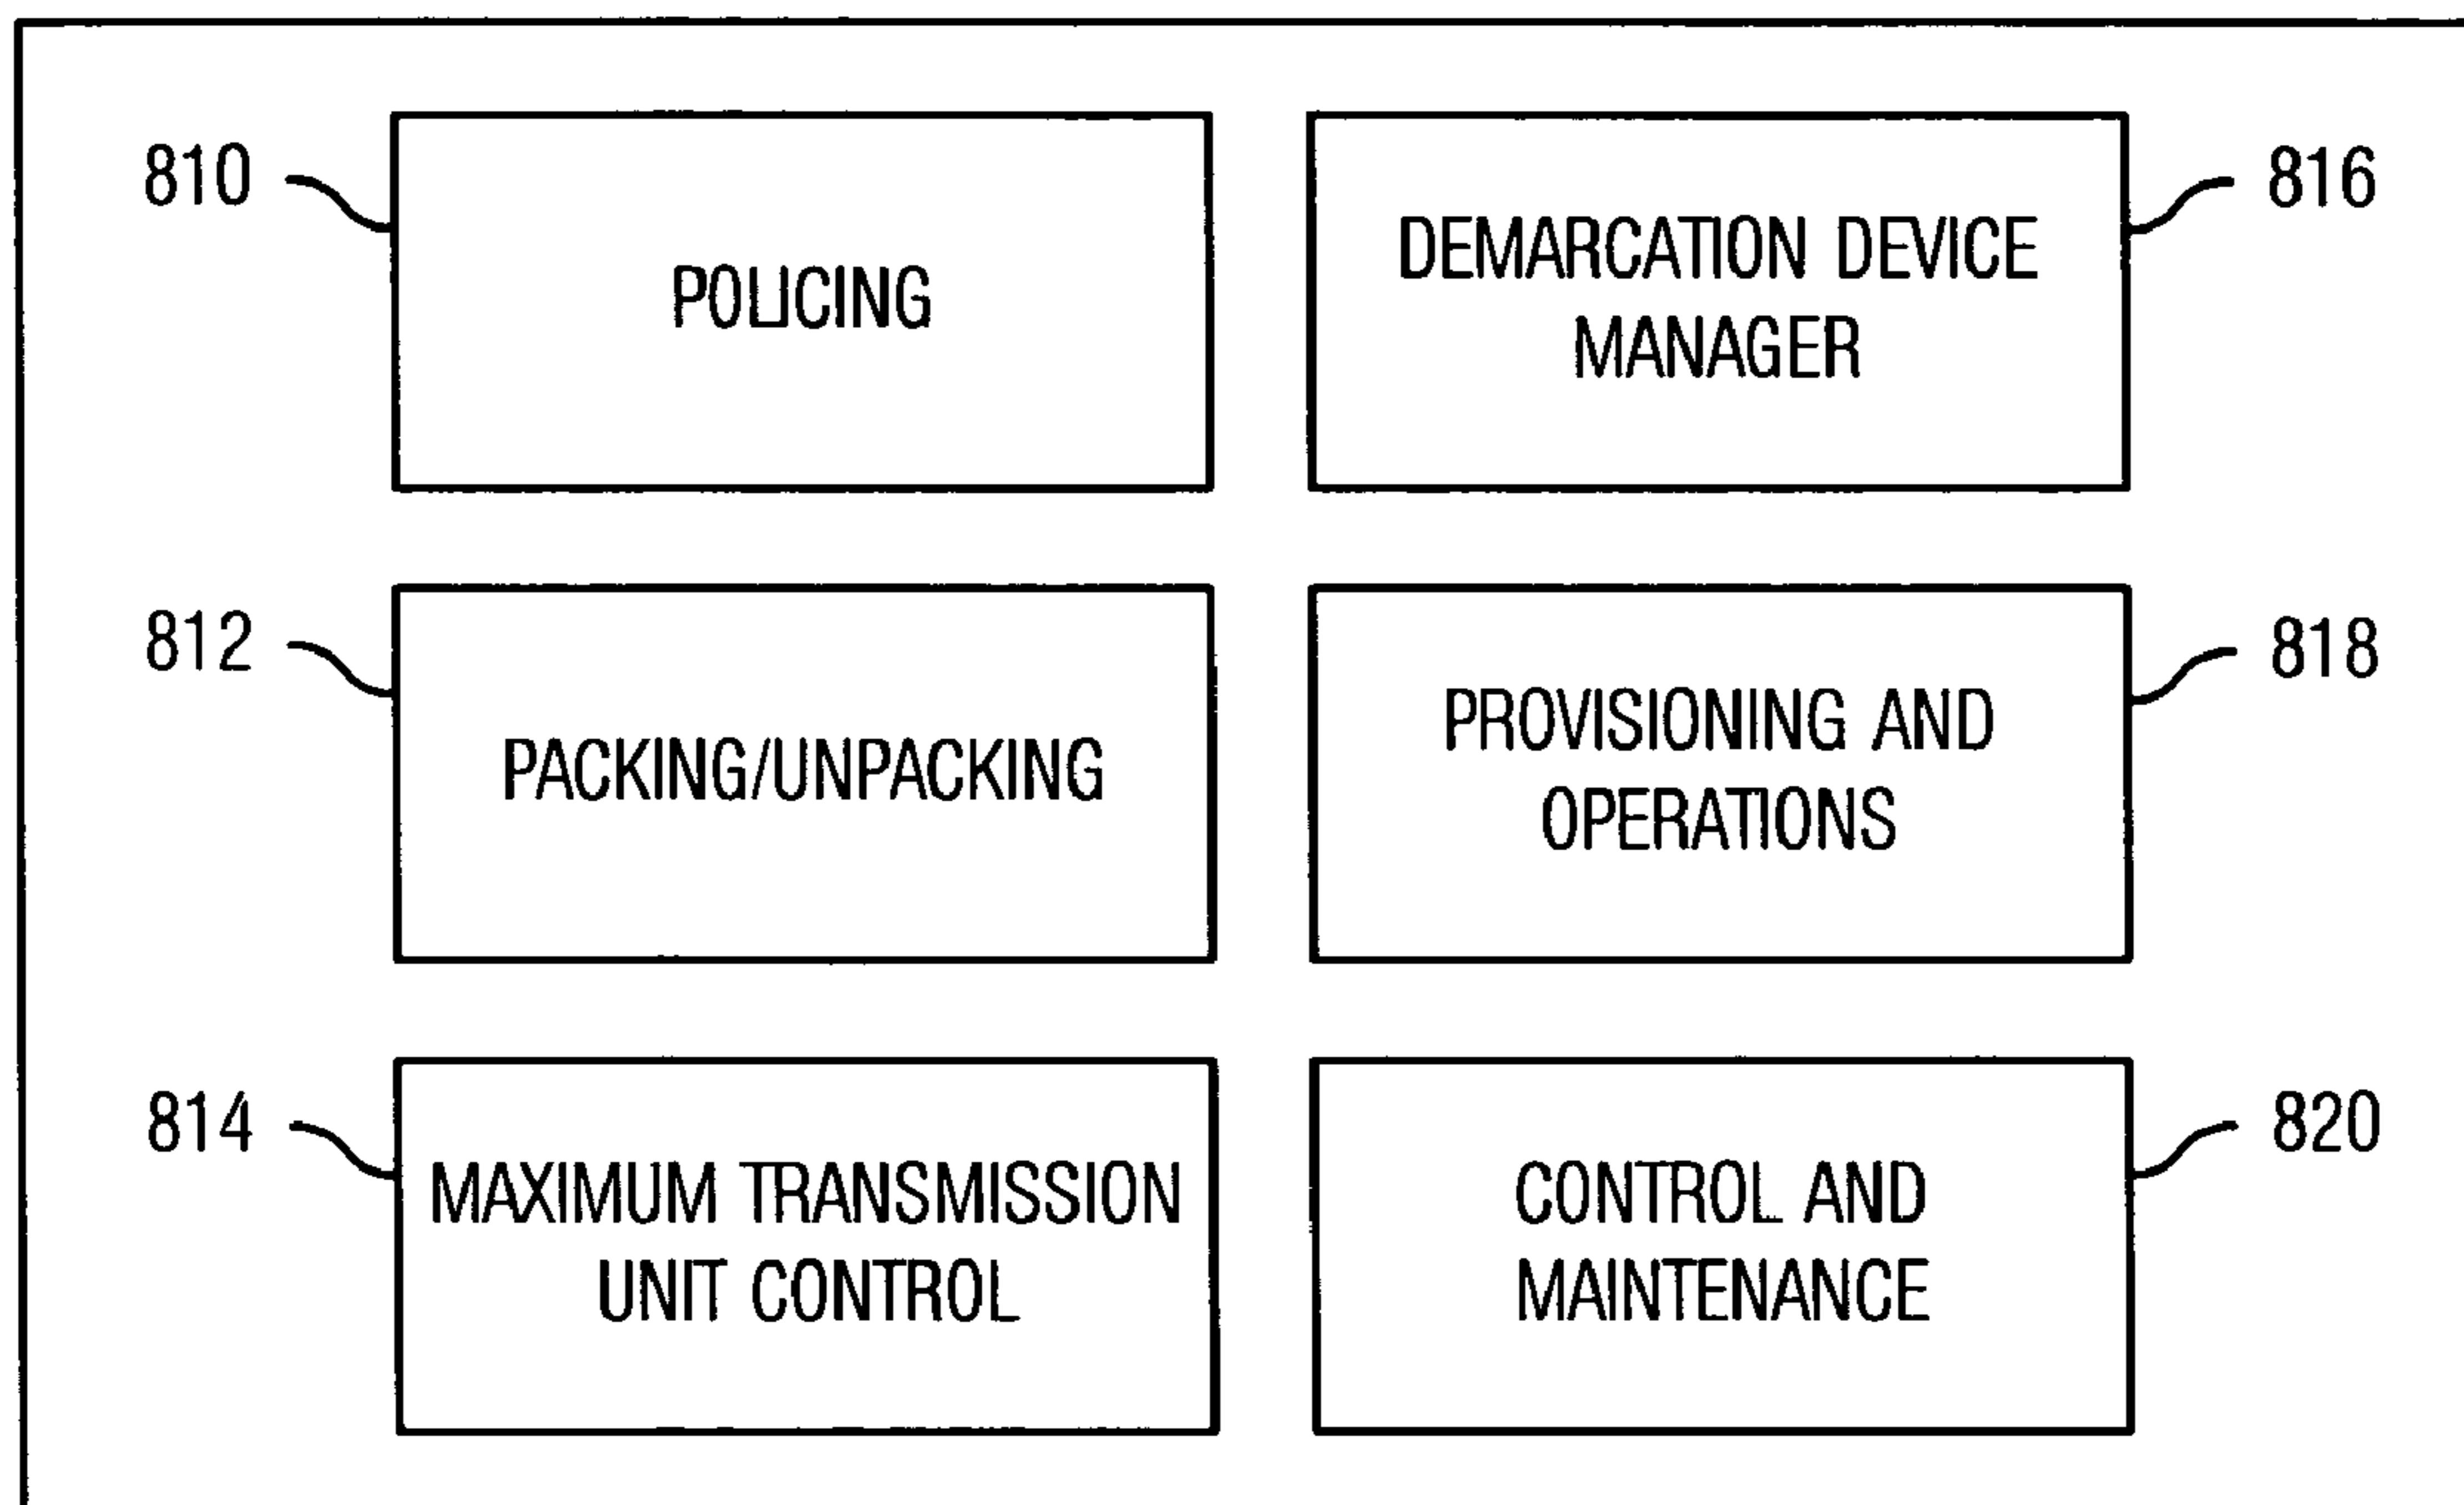 810
POLICING
DEMARCATION DEVICE
MANAGER
816
812
PACKING/UNPACKING
PROVISIONING AND
OPERATIONS
818
814
MAXIMUM TRANSMISSION
UNIT CONTROL
CONTROL AND
MAINTENANCE
820